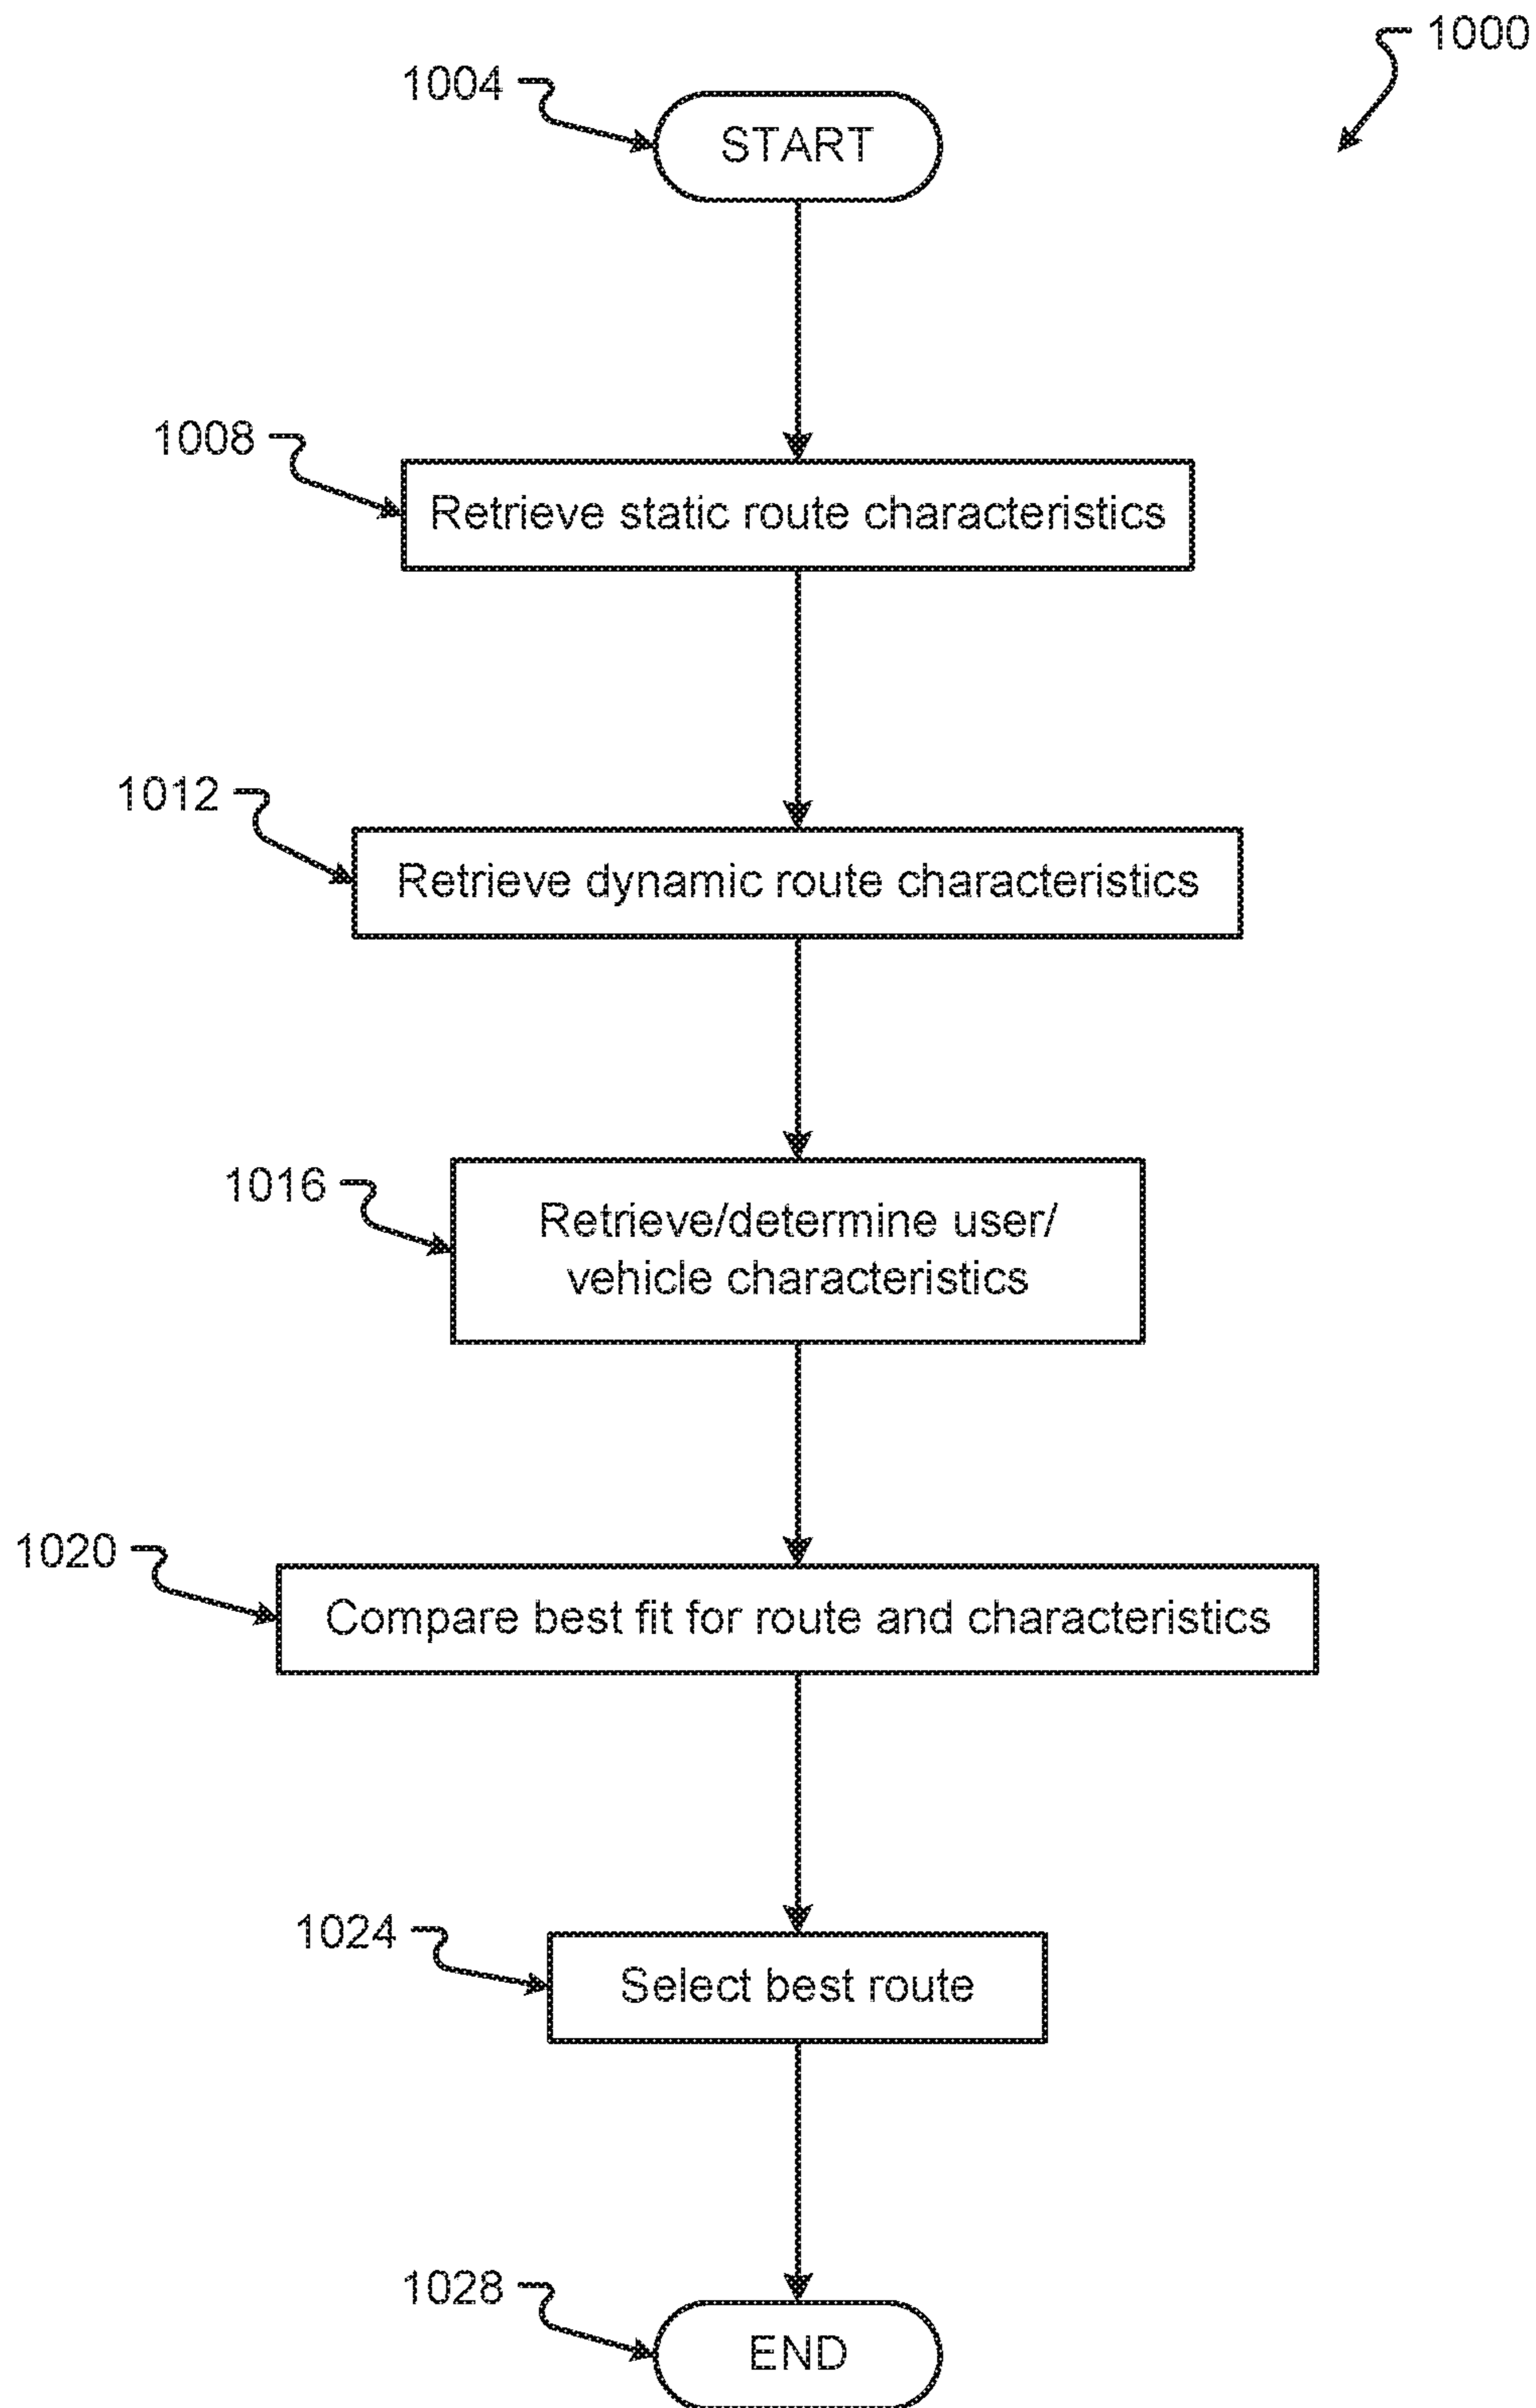 1000
1004
START
1008
Retrieve static route characteristics
1012
Retrieve dynamic route characteristics
1016
Retrieve/determine user/
vehicle characteristics
1020
Compare best fit for route and characteristics
1024
Select best route
1028
END